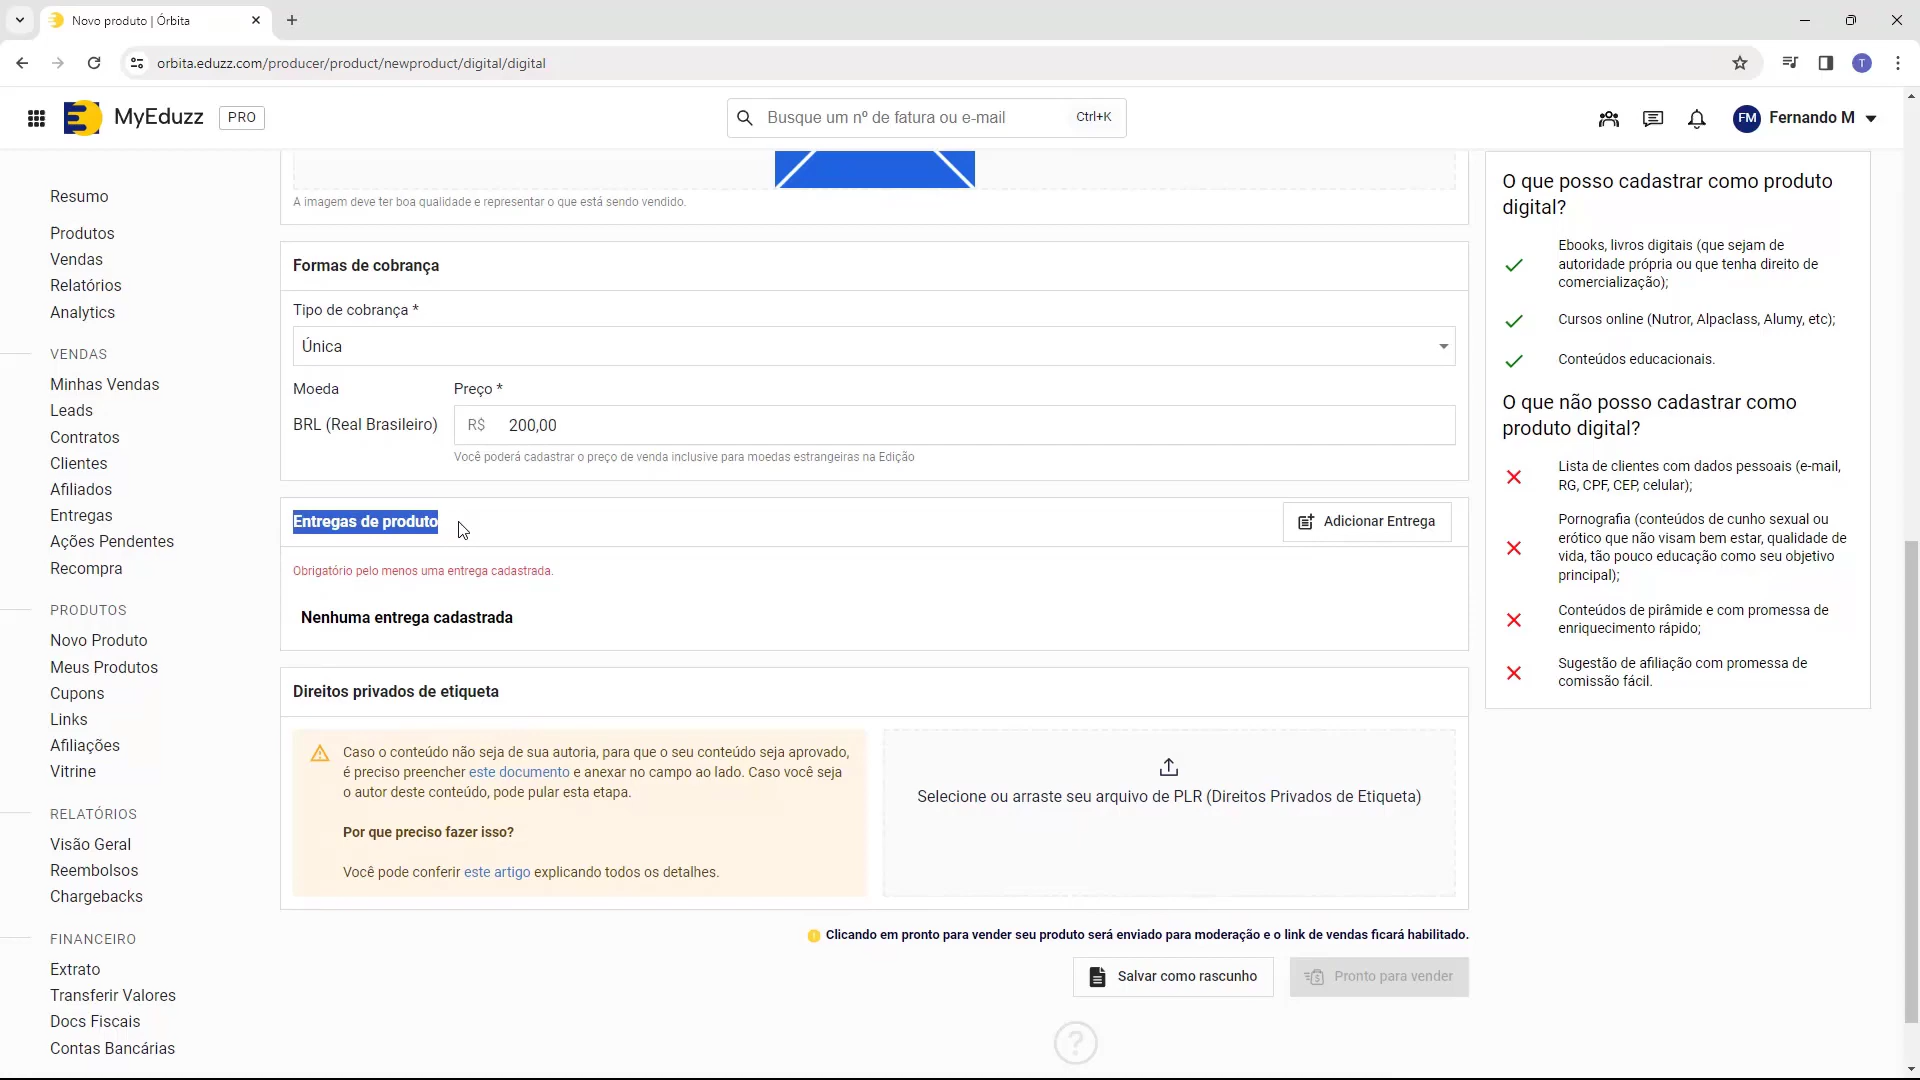 Novo produto | Órbita
orbita.eduzz.com/producer/product/newproduct/digital/digital
T
MyEduzz
PRO
Busque um nº de fatura ou e-mail
Ctrl+K
FM
Fernando M
Resumo
Produtos
Vendas
Relatórios
Analytics
VENDAS
Minhas Vendas
Leads
Contratos
Clientes
Afiliados
Entregas
Ações Pendentes
Recompra
PRODUTOS
Novo Produto
Meus Produtos
Cupons
Links
Afiliações
Vitrine
RELATÓRIOS
Visão Geral
Reembolsos
Chargebacks
FINANCEIRO
Extrato
Transferir Valores
Docs Fiscais
Contas Bancárias
A imagem deve ter boa qualidade e representar o que está sendo vendido.
Formas de cobrança
Tipo de cobrança *
Única
Moeda
Preço *
BRL (Real Brasileiro)
R$ 200,00
Você poderá cadastrar o preço de venda inclusive para moedas estrangeiras na Edição
Entregas de produto
Adicionar Entrega
Obrigatório pelo menos uma entrega cadastrada.
Nenhuma entrega cadastrada
Direitos privados de etiqueta
Caso o conteúdo não seja de sua autoria, para que o seu conteúdo seja aprovado,
é preciso preencher este documento e anexar no campo ao lado. Caso você seja
o autor deste conteúdo, pode pular esta etapa.
Por que preciso fazer isso?
Você pode conferir este artigo explicando todos os detalhes.
Selecione ou arraste seu arquivo de PLR (Direitos Privados de Etiqueta)
Clicando em pronto para vender seu produto será enviado para moderação e o link de vendas ficará habilitado.
Salvar como rascunho
Pronto para vender
?
O que posso cadastrar como produto
digital?
Ebooks, livros digitais (que sejam de
autoridade própria ou que tenha direito de
comercialização);
Cursos online (Nutror, Alpaclass, Alumy, etc);
Conteúdos educacionais.
O que não posso cadastrar como
produto digital?
Lista de clientes com dados pessoais (e-mail,
RG, CPF, CEP, celular);
Pornografia (conteúdos de cunho sexual ou
erótico que não visam bem estar, qualidade de
vida, tão pouco educação como seu objetivo
principal);
Conteúdos de pirâmide e com promessa de
enriquecimento rápido;
Sugestão de afiliação com promessa de
comissão fácil.